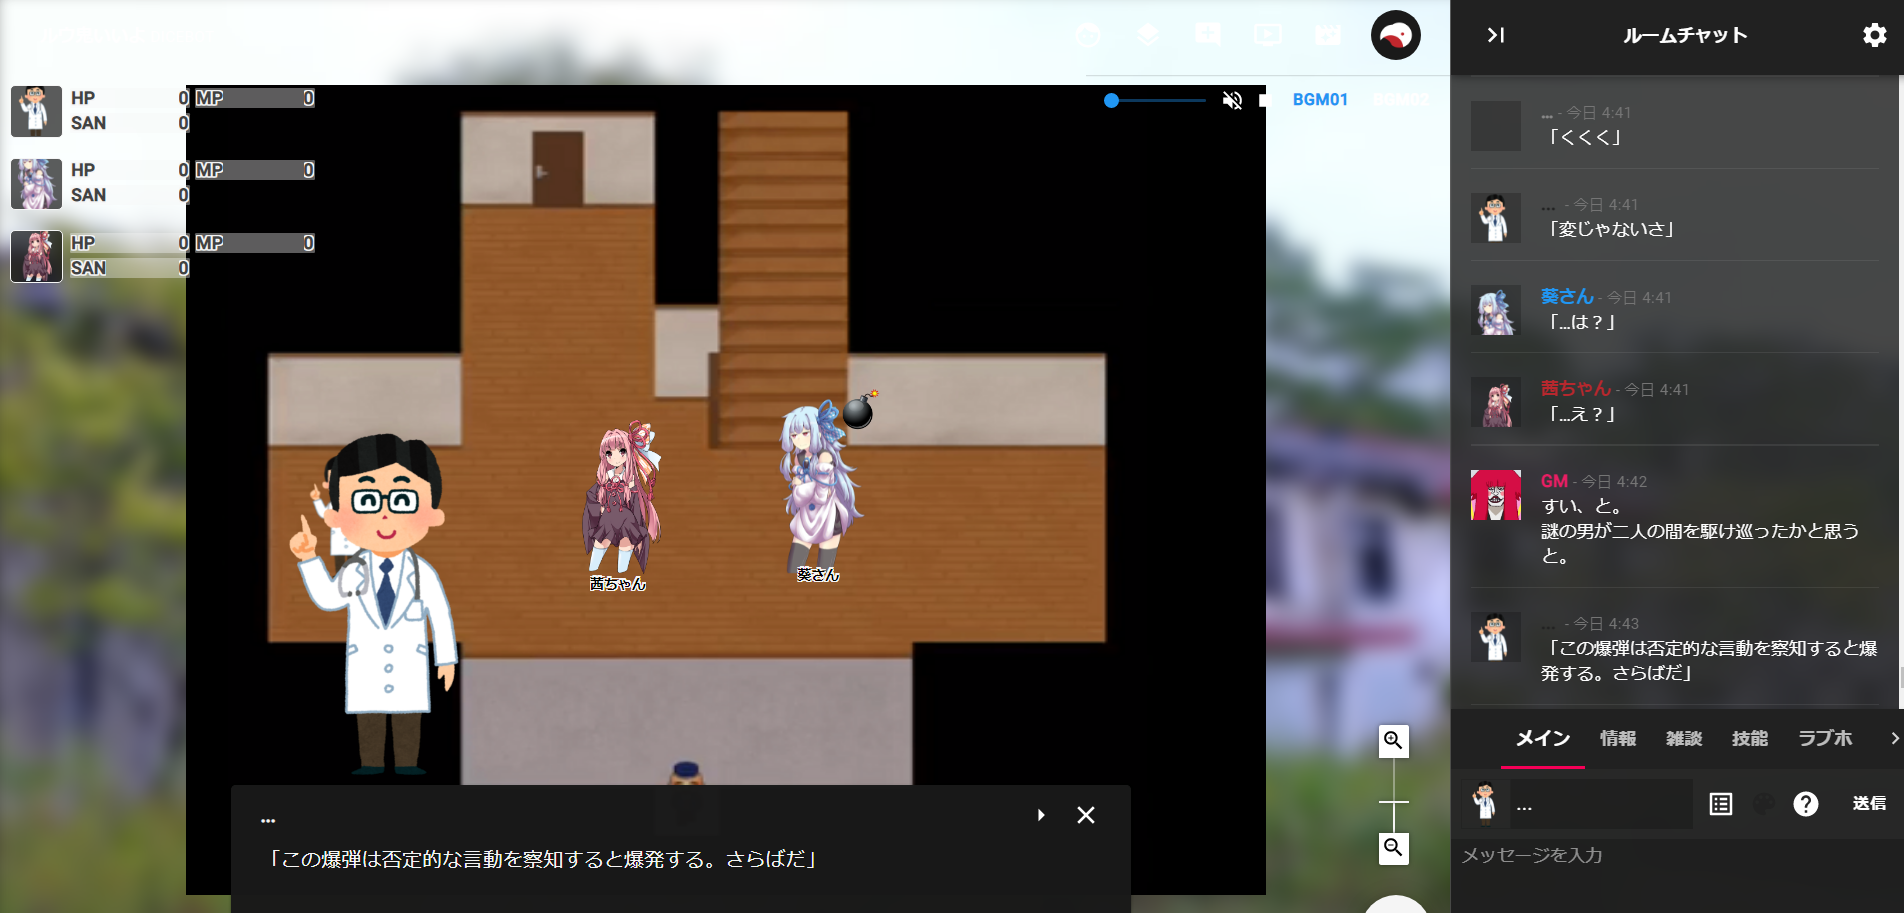 HP 0 MP 0
SAN 0
HP 0 MP 0
SAN 0
HP 0 MP 0
SAN 0
BGM01
BGM02
茜ちゃん
葵さん
...
「この爆弾は否定的な言動を察知すると爆発する。さらばだ」
ルームチャット
... - 今日 4:41
「くくく」
... - 今日 4:41
「変じゃないさ」
葵さん - 今日 4:41
「...は？」
茜ちゃん - 今日 4:41
「...え？」
GM - 今日 4:42
すい、と。
謎の男が二人の間を駆け巡ったかと思う
と。
... - 今日 4:43
「この爆弾は否定的な言動を察知すると爆
発する。さらばだ」
メイン 情報 雑談 技能 ラブホ
...
送信
メッセージを入力